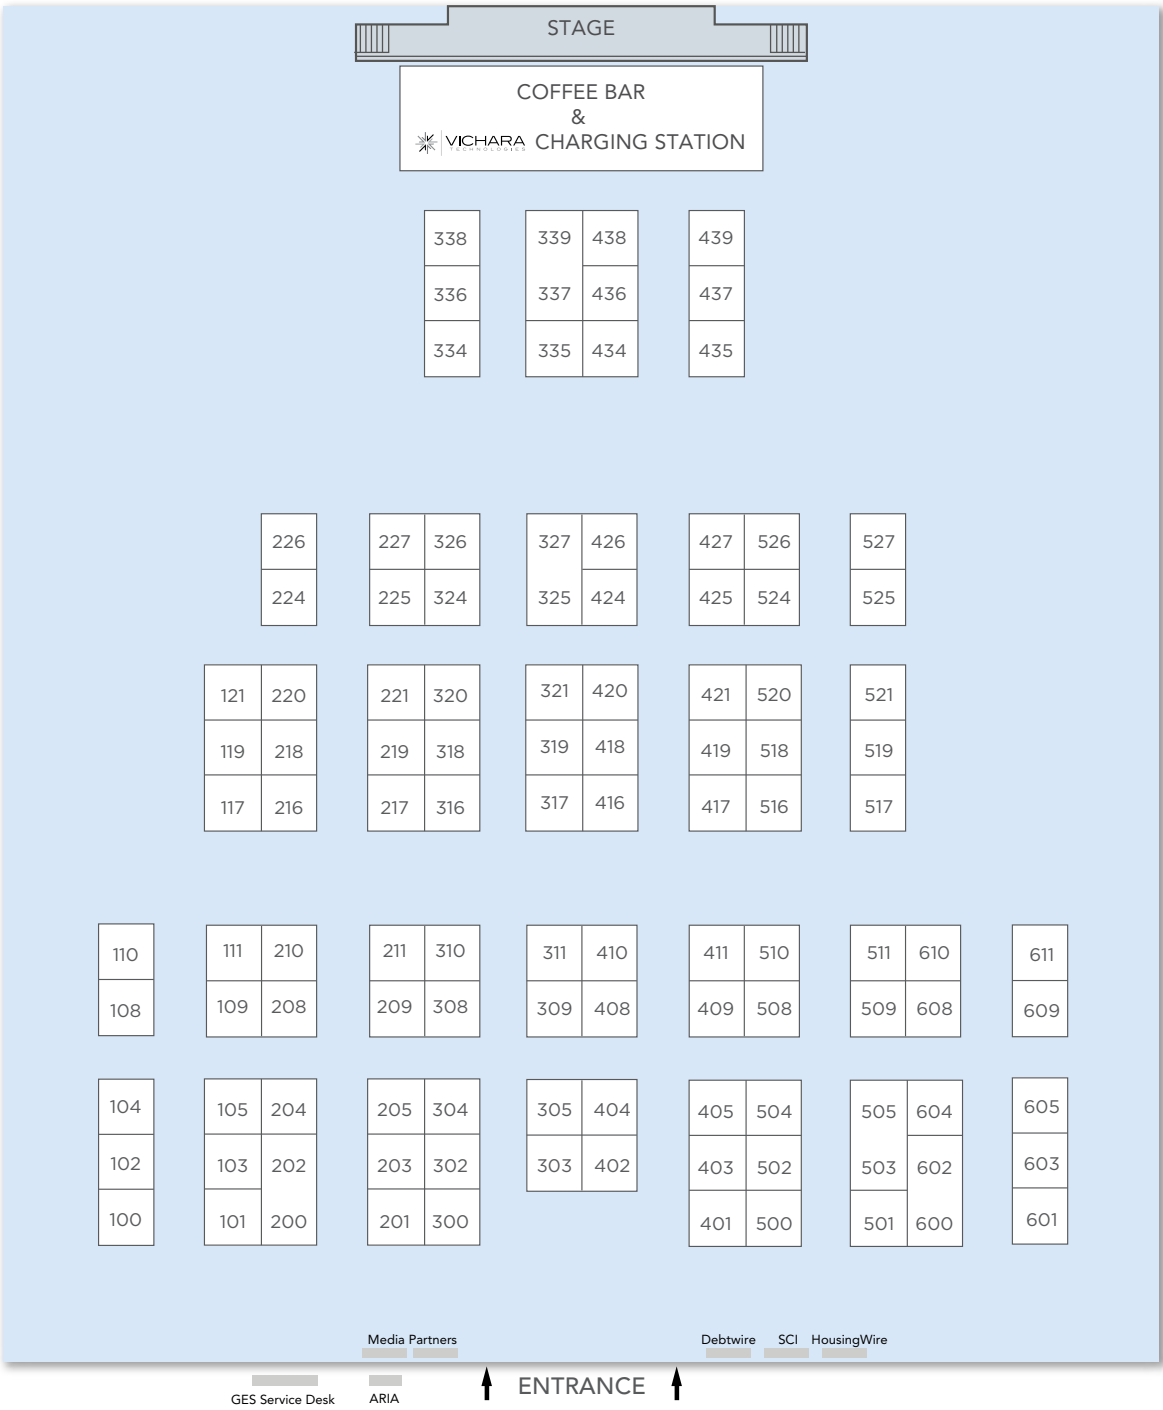 STAGE
COFFEE BAR
&
VICHARA CHARGING STATION
TECHNOLOGIES
338 339 438 439
336 337 436 437
334 335 434 435
226 227 326 327 426 427 526 527
224 225 324 325 424 425 524 525
121 220 221 320 321 420 421 520 521
119 218 219 318 319 418 419 518 519
117 216 217 316 317 416 417 516 517
110 111 210 211 310 311 410 411 510 511 610 611
108 109 208 209 308 309 408 409 508 509 608 609
104 105 204 205 304 305 404 405 504 505 604 605
102 103 202 203 302 303 402 403 502 503 602 603
100 101 200 201 300 401 500 501 600 601
Media Partners Debtwire SCI HousingWire
GES Service Desk ARIA ENTRANCE